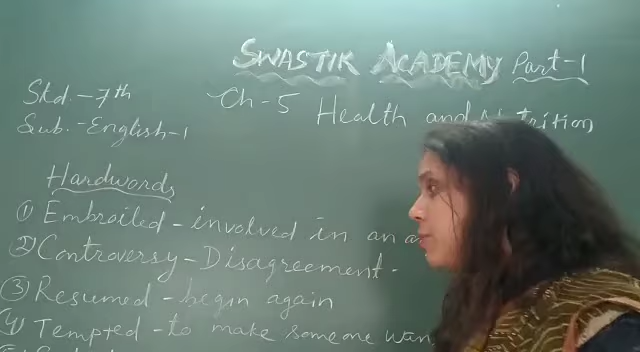 SWASTIK ACADEMY Part-1
Std.-7th
Ch-5 Health and Nutrition
Sub.-English-1
Hardwords
① Embroiled-involved in an
② Controversy-Disagreement.
③ Resumed-begin again
④ Tempted-to make someone